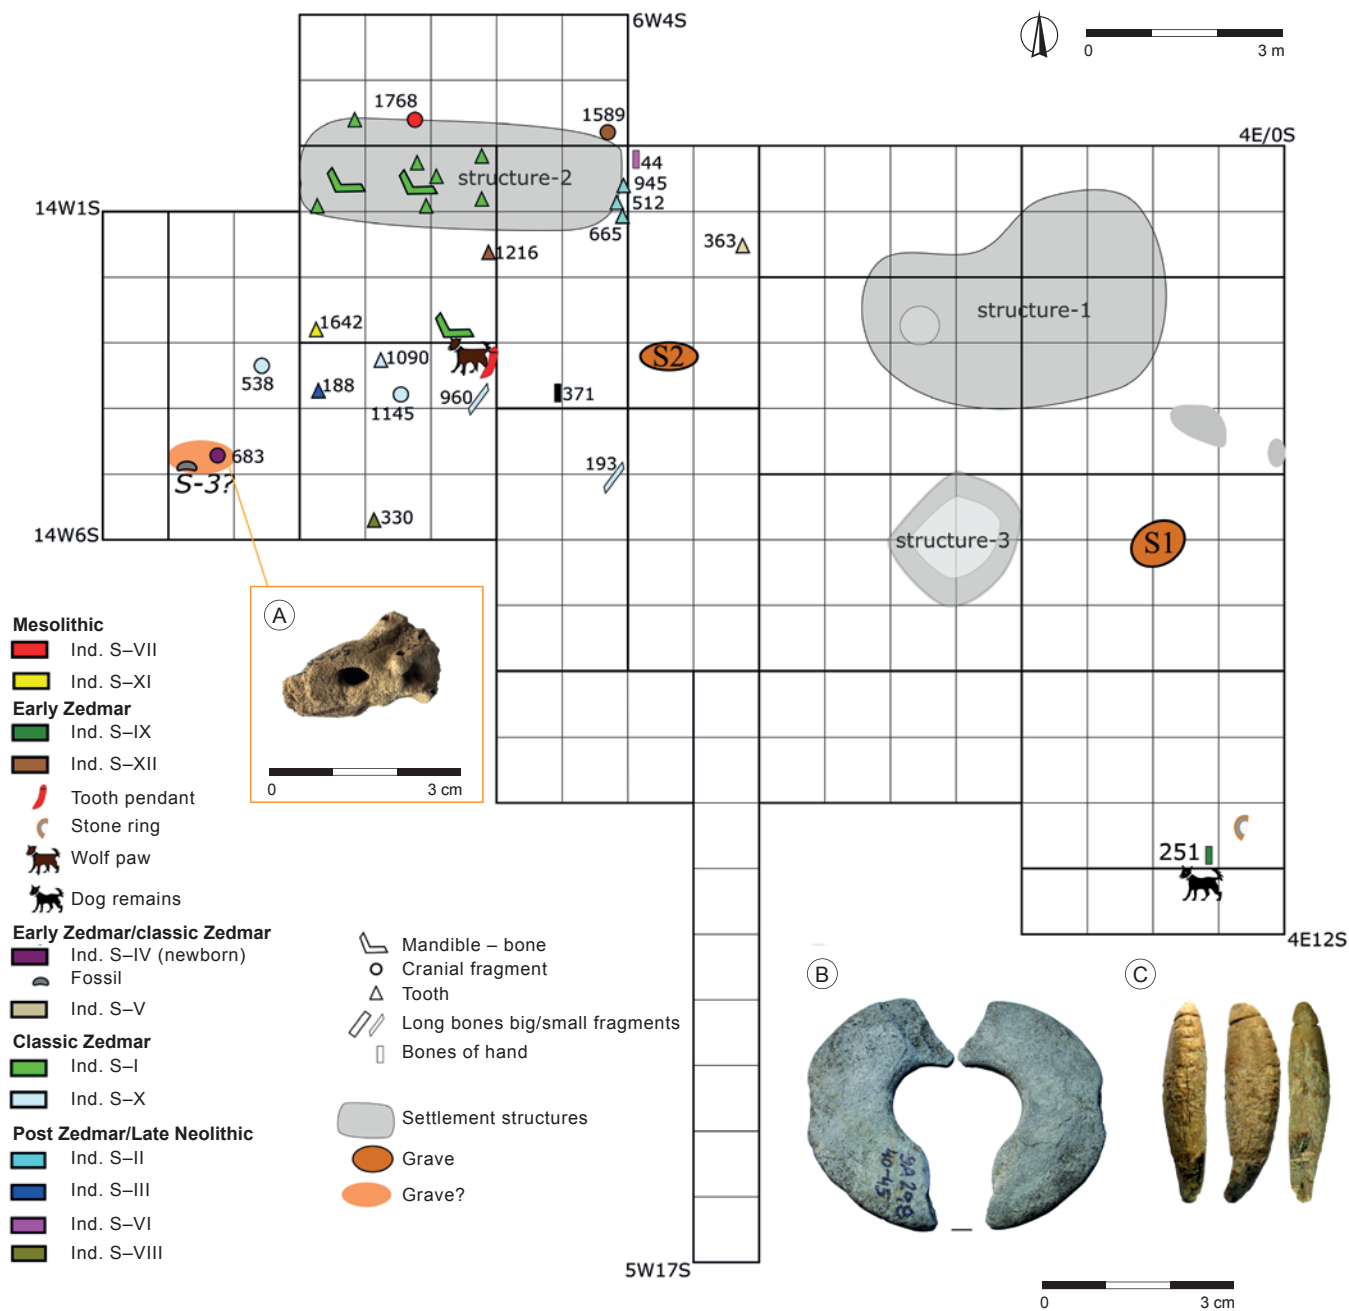 6W4S
0 3 m
1768
1589
4E/0S
44
structure-2
945
14W1S
512
665
363
1216
structure-1
1642
1090
S2
538
188
960
371
1145
683
193
S-3?
330
14W6S
structure-3
S1
A
0 3 cm
251
4E12S
5W17S
Mesolithic
Ind. S–VII
Ind. S–XI
Early Zedmar
Ind. S–IX
Ind. S–XII
Tooth pendant
Stone ring
Wolf paw
Dog remains
Early Zedmar/classic Zedmar
Ind. S–IV (newborn)
Fossil
Ind. S–V
Classic Zedmar
Ind. S–I
Ind. S–X
Post Zedmar/Late Neolithic
Ind. S–II
Ind. S–III
Ind. S–VI
Ind. S–VIII
Mandible – bone
Cranial fragment
Tooth
Long bones big/small fragments
Bones of hand
Settlement structures
Grave
Grave?
B
C
40-45
0 3 cm